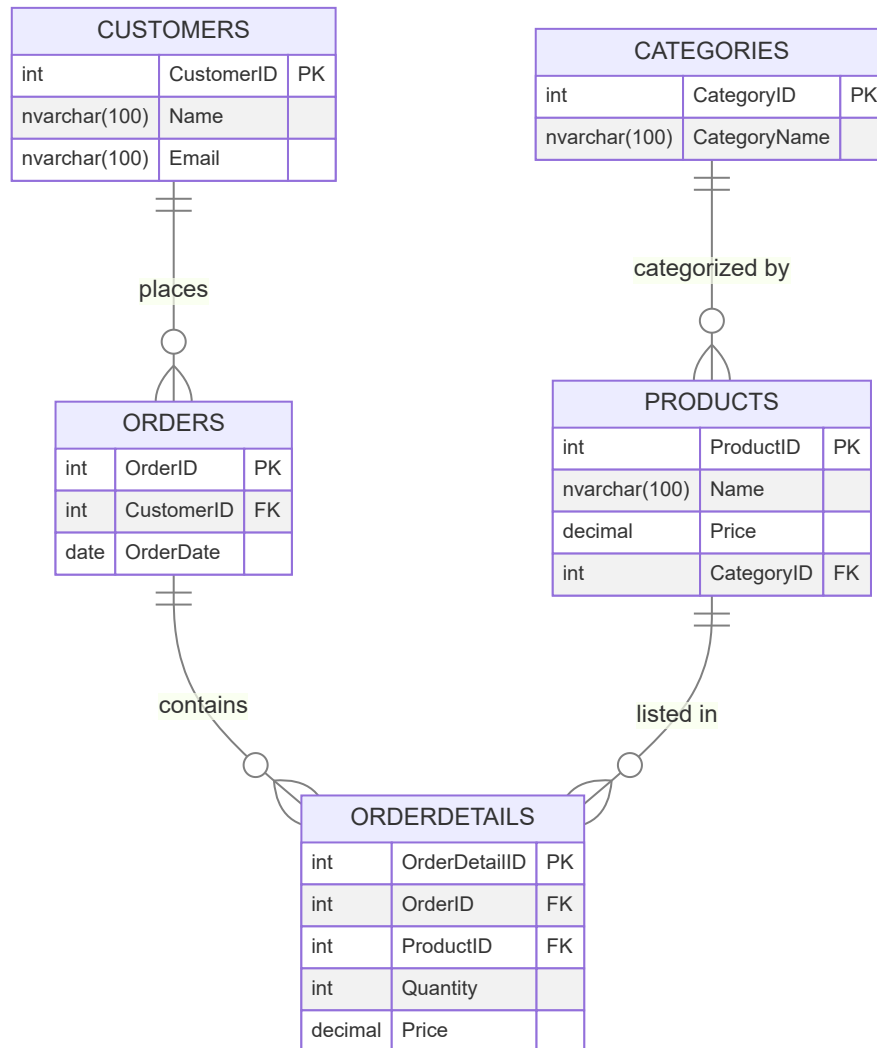 CUSTOMERS
int CustomerID PK
nvarchar(100) Name
nvarchar(100) Email
CATEGORIES
int CategoryID PK
nvarchar(100) CategoryName
places
categorized by
ORDERS
int OrderID PK
int CustomerID FK
date OrderDate
PRODUCTS
int ProductID PK
nvarchar(100) Name
decimal Price
int CategoryID FK
contains
listed in
ORDERDETAILS
int OrderDetailID PK
int OrderID FK
int ProductID FK
int Quantity
decimal Price